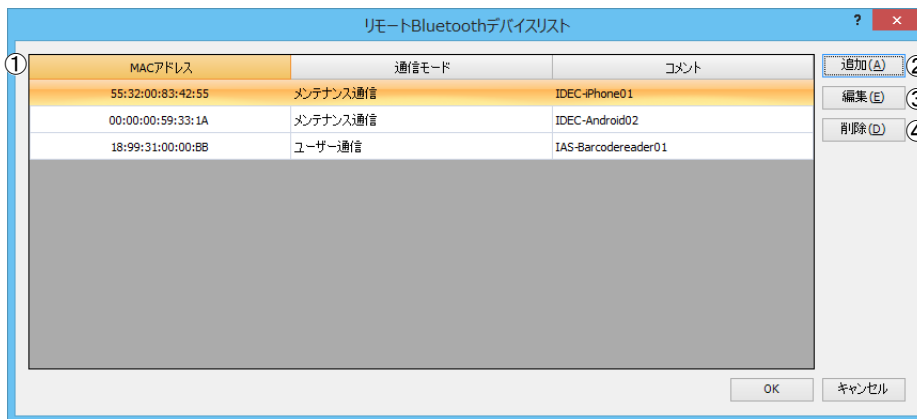 リモートBluetoothデバイスリスト ? ×
① MACアドレス 通信モード コメント 追加(A) ②
55:32:00:83:42:55 メンテナンス通信 IDEC-iPhone01 編集(E) ③
00:00:00:59:33:1A メンテナンス通信 IDEC-Android02 削除(D) ④
18:99:31:00:00:BB ユーザー通信 IAS-Barcodereader01
OK キャンセル